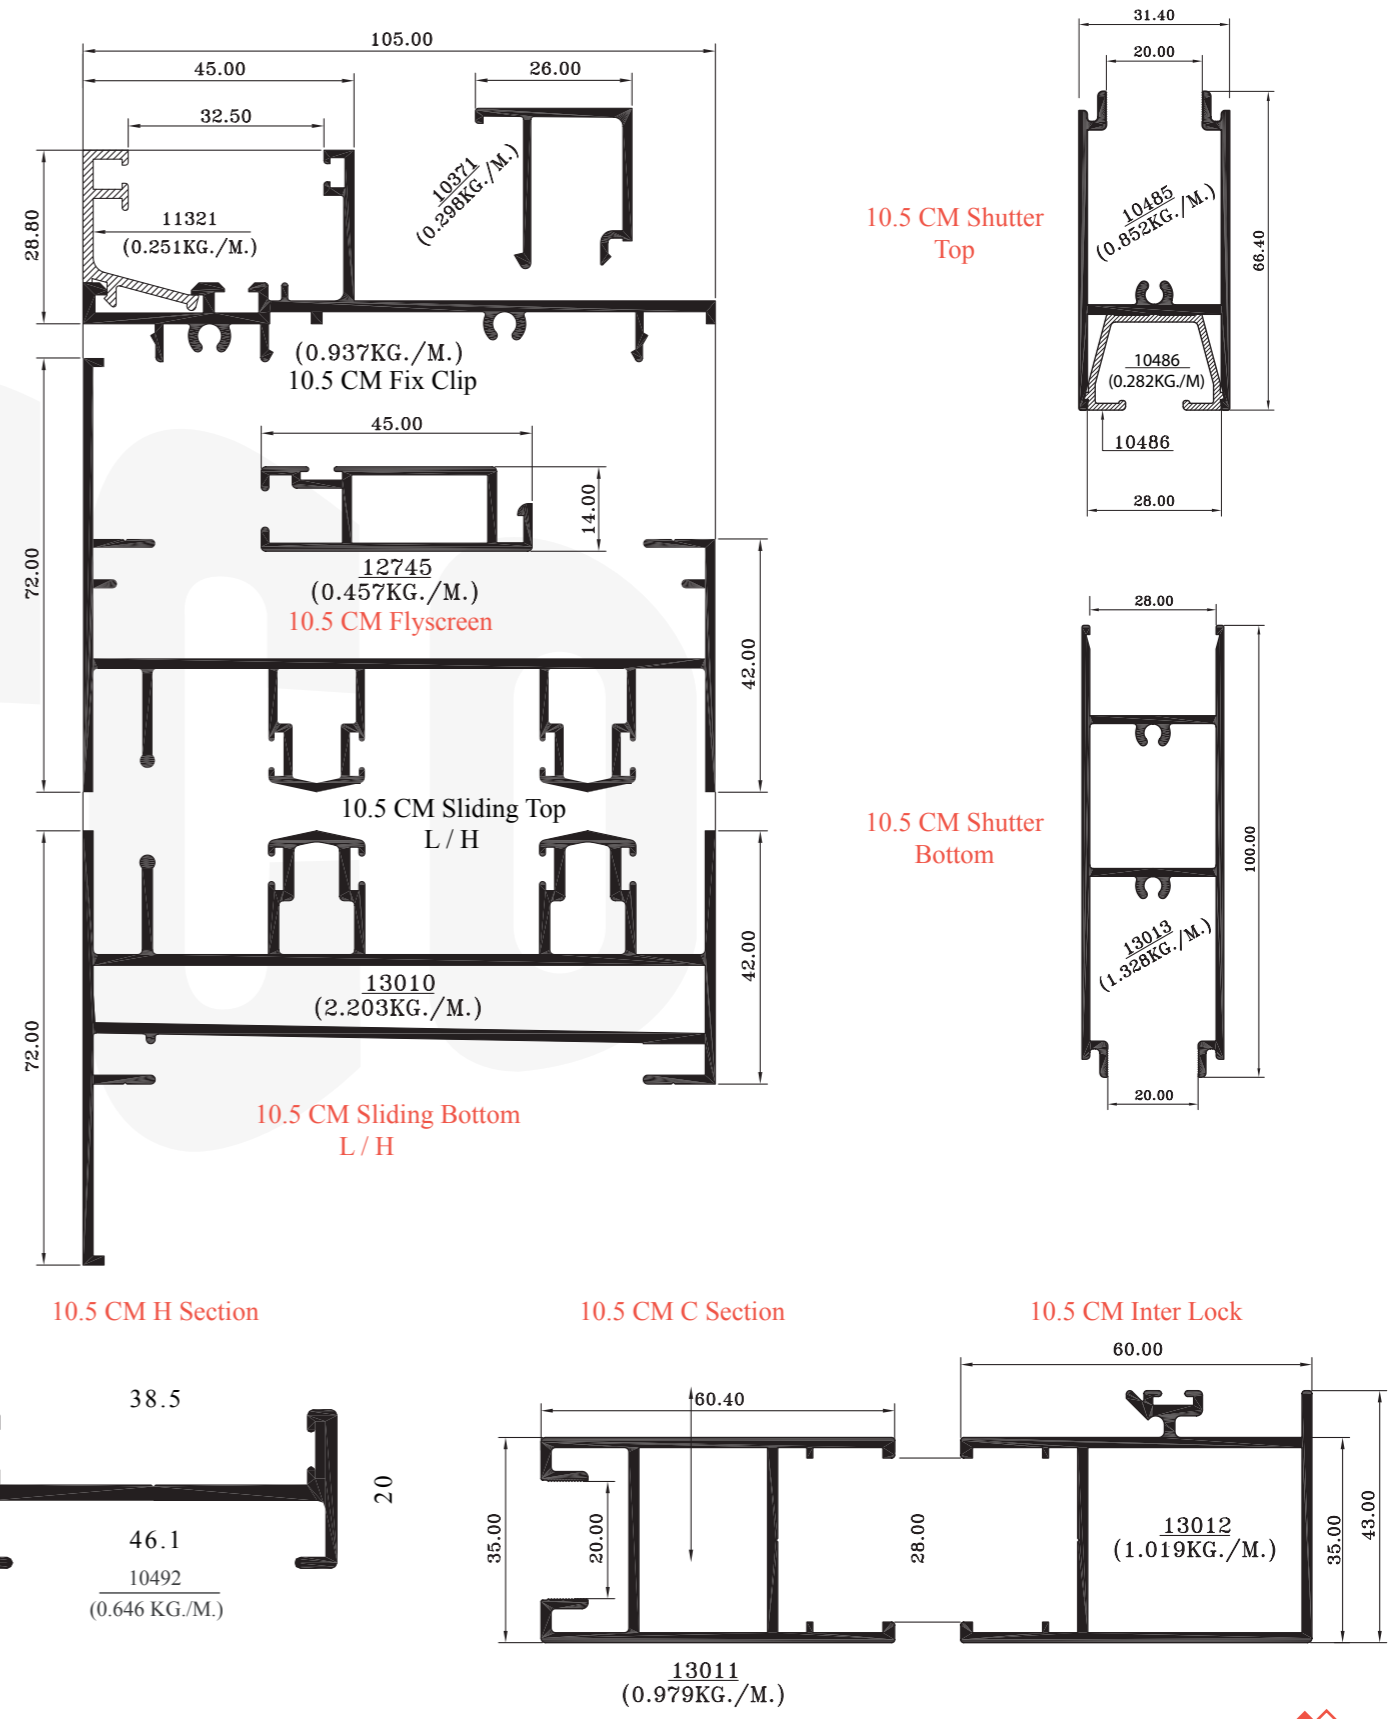 105.00
45.00
32.50
26.00
28.80
11321
(0.251KG./M.)
10371
(0.298KG./M.)
(0.937KG./M.)
10.5 CM Fix Clip
45.00
14.00
12745
(0.457KG./M.)
10.5 CM Flyscreen
72.00
42.00
10.5 CM Sliding Top
L / H
13010
(2.203KG./M.)
72.00
42.00
10.5 CM Sliding Bottom
L / H
31.40
20.00
10.5 CM Shutter
Top
10485
(0.852KG./M.)
66.40
10486
(0.282KG./M)
10486
28.00
28.00
10.5 CM Shutter
Bottom
100.00
13013
(1.328KG./M.)
20.00
10.5 CM H Section
38.5
20
46.1
10492
(0.646 KG./M.)
10.5 CM C Section
60.40
35.00
20.00
28.00
13011
(0.979KG./M.)
10.5 CM Inter Lock
60.00
13012
(1.019KG./M.)
35.00
43.00